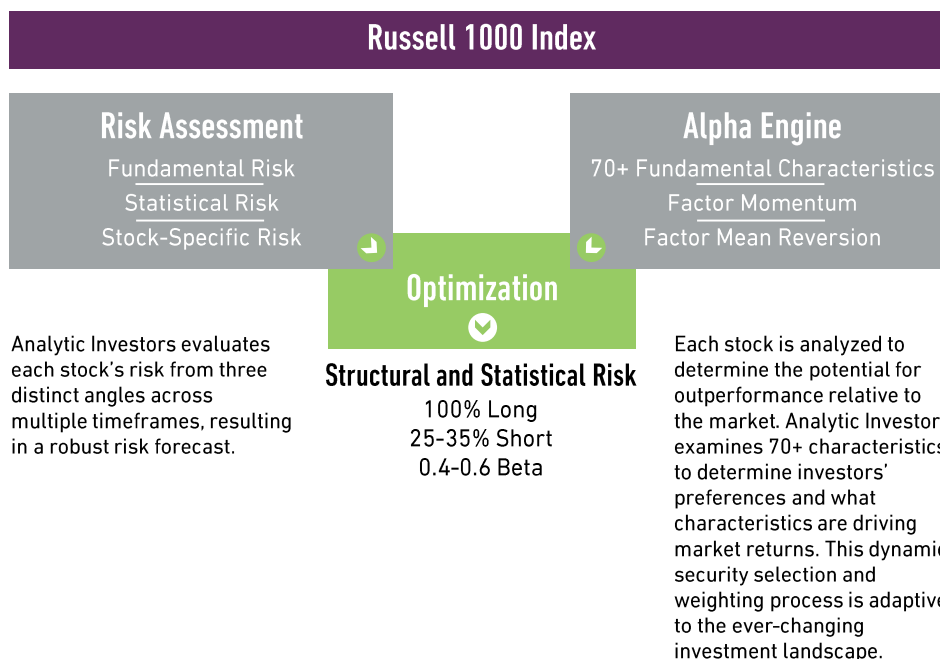 Russell 1000 Index
Risk Assessment
Fundamental Risk
Statistical Risk
Stock-Specific Risk
Alpha Engine
70+ Fundamental Characteristics
Factor Momentum
Factor Mean Reversion
Optimization
Structural and Statistical Risk
100% Long
25-35% Short
0.4-0.6 Beta
Analytic Investors evaluates
each stock’s risk from three
distinct angles across
multiple timeframes, resulting
in a robust risk forecast.
Each stock is analyzed to
determine the potential for
outperformance relative to
the market. Analytic Investor
examines 70+ characteristics
to determine investors’
preferences and what
characteristics are driving
market returns. This dynamic
security selection and
weighting process is adaptive
to the ever-changing
investment landscape.